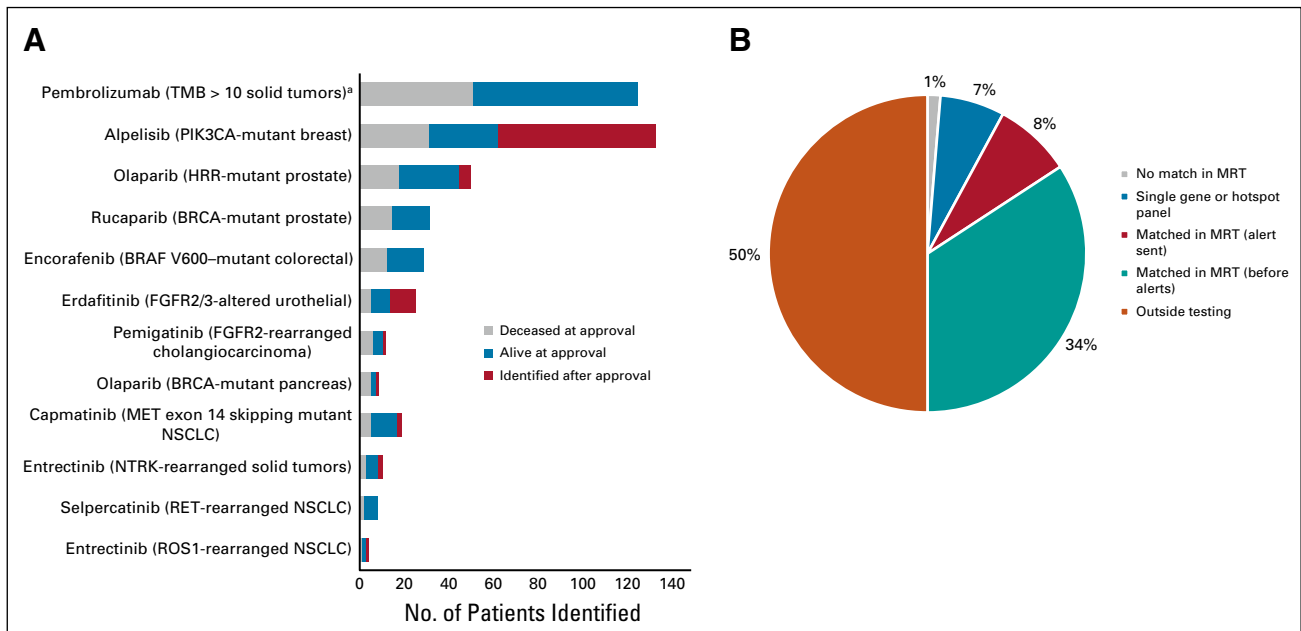 A
Pembrolizumab (TMB > 10 solid tumors)ᵃ
Alpelisib (PIK3CA-mutant breast)
Olaparib (HRR-mutant prostate)
Rucaparib (BRCA-mutant prostate)
Encorafenib (BRAF V600–mutant colorectal)
Erdafitinib (FGFR2/3-altered urothelial)
Pemigatinib (FGFR2-rearranged
cholangiocarcinoma)
Olaparib (BRCA-mutant pancreas)
Capmatinib (MET exon 14 skipping mutant
NSCLC)
Entrectinib (NTRK-rearranged solid tumors)
Selpercatinib (RET-rearranged NSCLC)
Entrectinib (ROS1-rearranged NSCLC)
0 20 40 60 80 100 120 140
No. of Patients Identified
Deceased at approval
Alive at approval
Identified after approval
B
1%
7%
8%
34%
50%
No match in MRT
Single gene or hotspot
panel
Matched in MRT (alert
sent)
Matched in MRT (before
alerts)
Outside testing